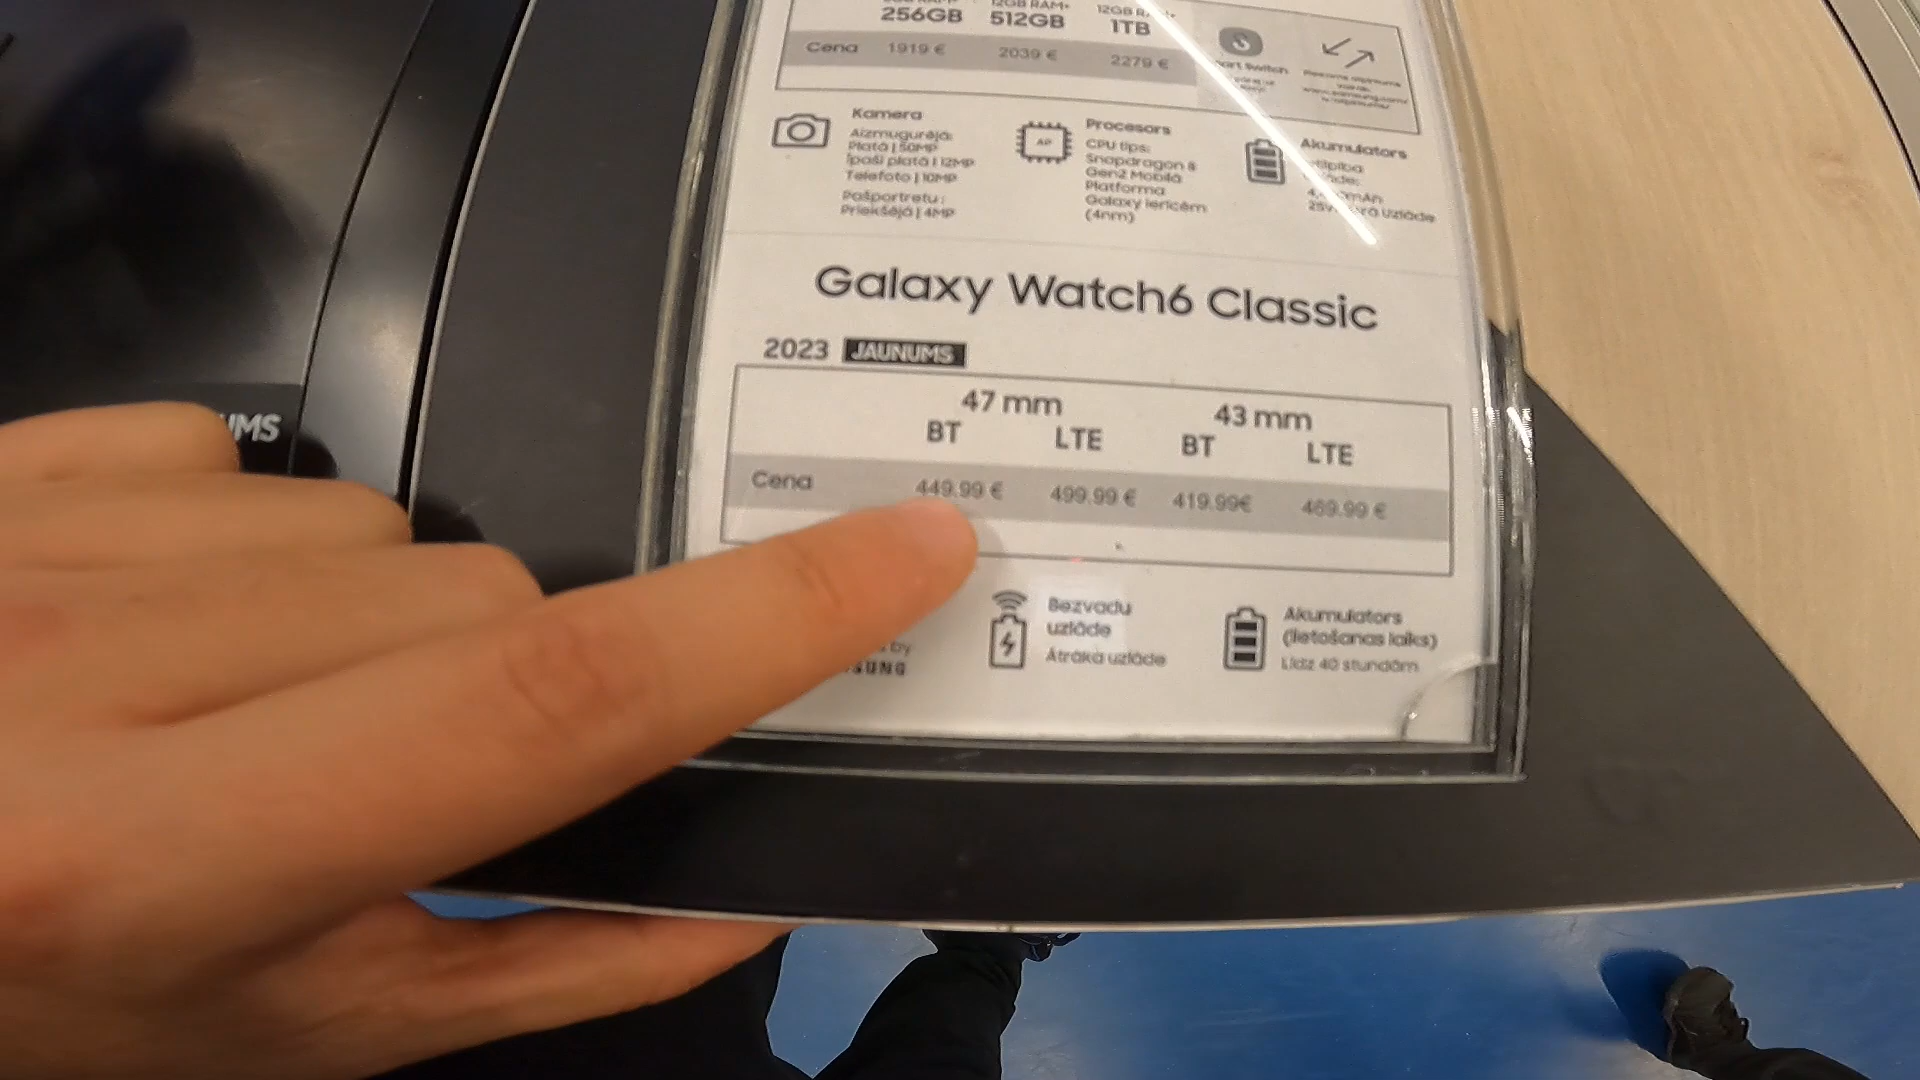 256GB 512GB 1TB
Cena 1919 € 2039 € 2279 €
Kamera
Aizmugurējā:
Platā | 50MP
Īpaši platā | 12MP
Telefoto | 10MP
Pašportretu:
Priekšējā | 4MP
Procesors
CPU tips:
Snapdragon 8
Gen2 Mobilā
Platforma
Galaxy ierīcēm
(4nm)
Akumulators
uzlāde
Galaxy Watch6 Classic
2023 JAUNUMS
47 mm 43 mm
BT LTE BT LTE
Cena 449.99 € 499.99 € 419.99€ 469.99 €
by
Bezvadu
uzlāde
Ātrāka uzlāde
Akumulators
(lietošanas laiks)
Līdz 40 stundām